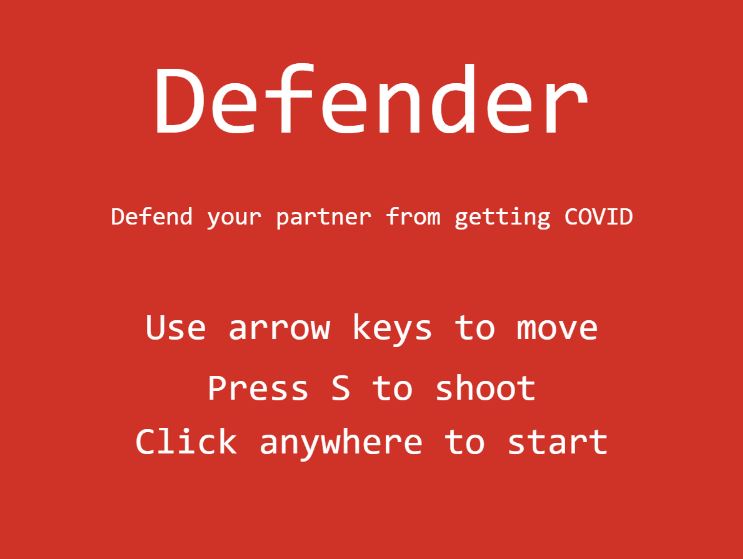 Defender
Defend your partner from getting COVID
Use arrow keys to move
Press S to shoot
Click anywhere to start